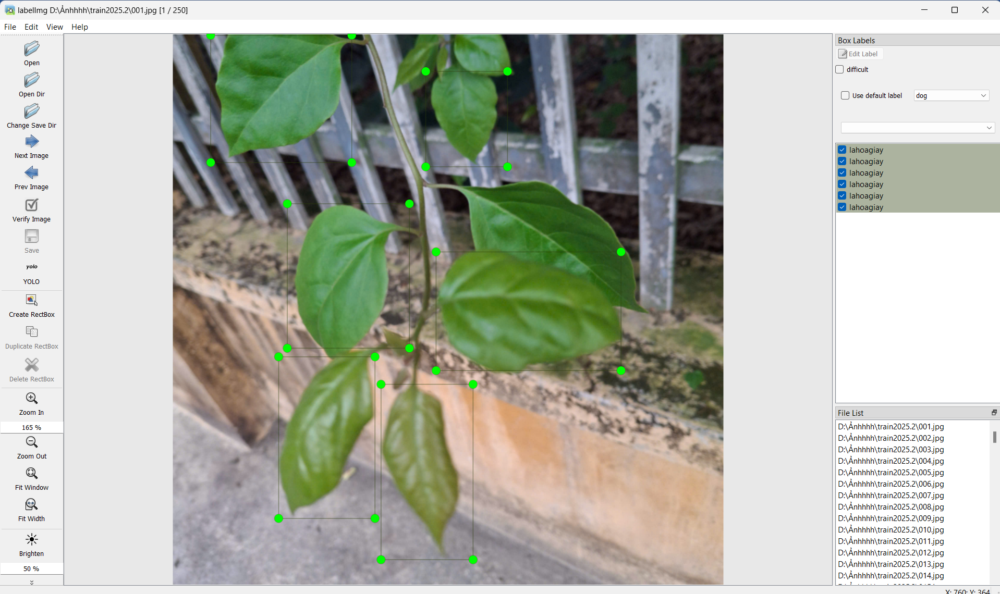 labelImg D:\Ảnhhhh\train2025.2\001.jpg [1 / 250]
File Edit View Help
Open
Open Dir
Change Save Dir
Next Image
Prev Image
Verify Image
Save
yolo
YOLO
Create RectBox
Duplicate RectBox
Delete RectBox
Zoom In
165 %
Zoom Out
Fit Window
Fit Width
Brighten
50 %
Box Labels
Edit Label
difficult
Use default label dog
lahoagiay
lahoagiay
lahoagiay
lahoagiay
lahoagiay
lahoagiay
File List
D:\Ảnhhhh\train2025.2\001.jpg
D:\Ảnhhhh\train2025.2\002.jpg
D:\Ảnhhhh\train2025.2\003.jpg
D:\Ảnhhhh\train2025.2\004.jpg
D:\Ảnhhhh\train2025.2\005.jpg
D:\Ảnhhhh\train2025.2\006.jpg
D:\Ảnhhhh\train2025.2\007.jpg
D:\Ảnhhhh\train2025.2\008.jpg
D:\Ảnhhhh\train2025.2\009.jpg
D:\Ảnhhhh\train2025.2\010.jpg
D:\Ảnhhhh\train2025.2\011.jpg
D:\Ảnhhhh\train2025.2\012.jpg
D:\Ảnhhhh\train2025.2\013.jpg
D:\Ảnhhhh\train2025.2\014.jpg
X: 760; Y: 364